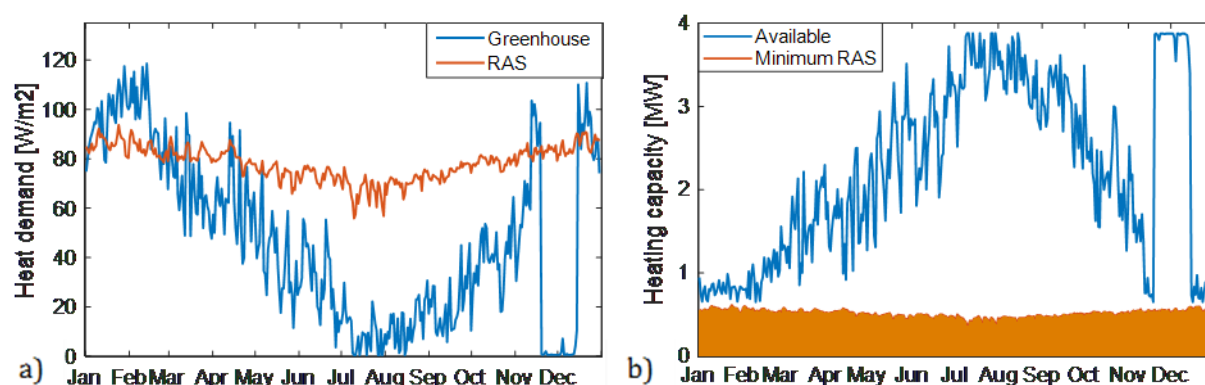 Heat demand [W/m2]
120
100
80
60
40
20
0
Greenhouse
RAS
Jan Feb Mar Apr May Jun Jul Aug Sep Oct Nov Dec
a)
Heating capacity [MW]
4
3
2
1
0
Available
Minimum RAS
Jan Feb Mar Apr May Jun Jul Aug Sep Oct Nov Dec
b)